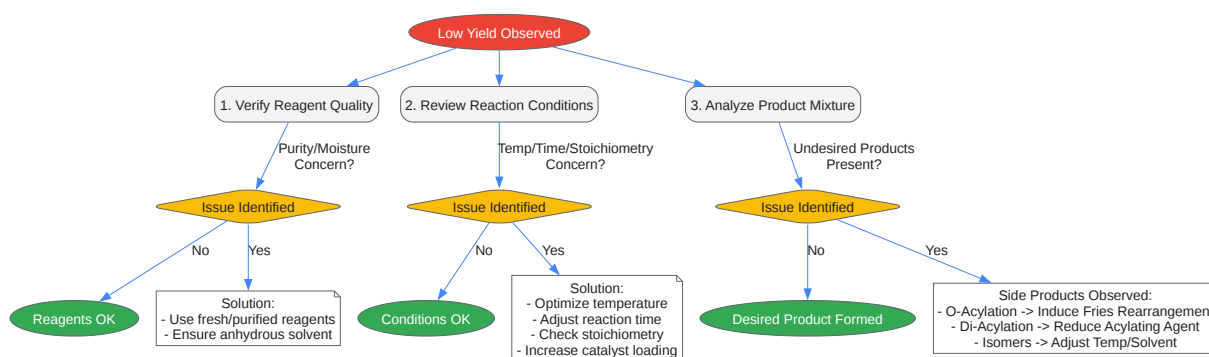 Low Yield Observed
1. Verify Reagent Quality
2. Review Reaction Conditions
3. Analyze Product Mixture
Purity/Moisture
Concern?
Temp/Time/Stoichiometry
Concern?
Undesired Products
Present?
Issue Identified
Issue Identified
Issue Identified
No
Yes
No
Yes
No
Yes
Reagents OK
Solution:
- Use fresh/purified reagents
- Ensure anhydrous solvent
Conditions OK
Solution:
- Optimize temperature
- Adjust reaction time
- Check stoichiometry
- Increase catalyst loading
Desired Product Formed
Side Products Observed:
- O-Acylation -> Induce Fries Rearrangement
- Di-Acylation -> Reduce Acylating Agent
- Isomers -> Adjust Temp/Solvent